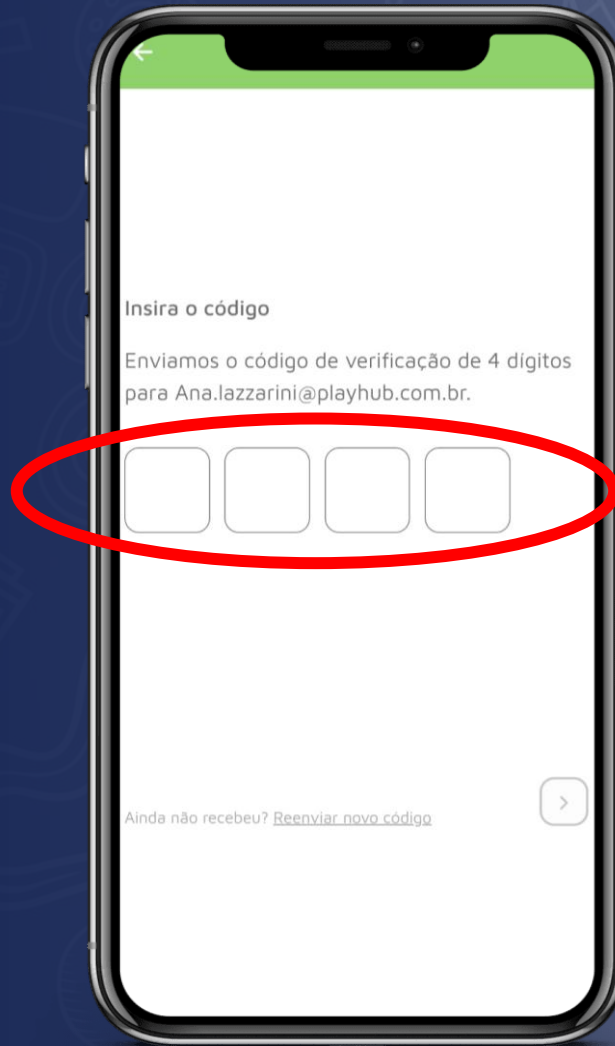 Insira o código
Enviamos o código de verificação de 4 dígitos
para Ana.lazzarini@playhub.com.br.
Ainda não recebeu? Reenviar novo código